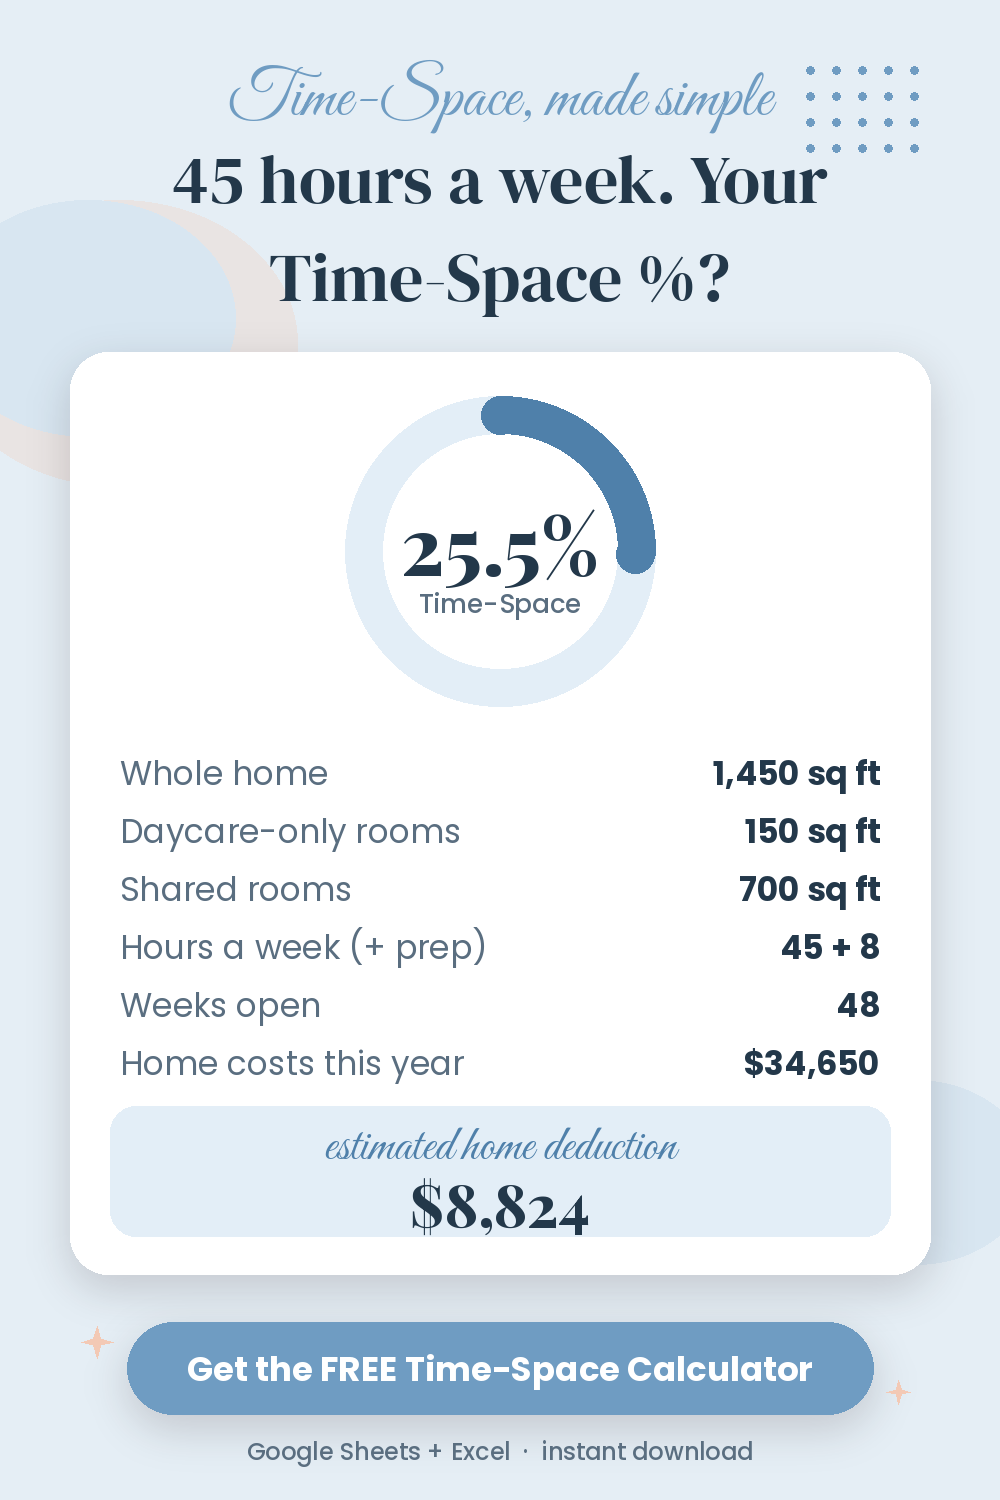 Time-Space, made simple
45 hours a week. Your
Time-Space %?
25.5%
Time-Space
Whole home 1,450 sq ft
Daycare-only rooms 150 sq ft
Shared rooms 700 sq ft
Hours a week (+ prep) 45 + 8
Weeks open 48
Home costs this year $34,650
estimated home deduction
$8,824
Get the FREE Time-Space Calculator
Google Sheets + Excel · instant download